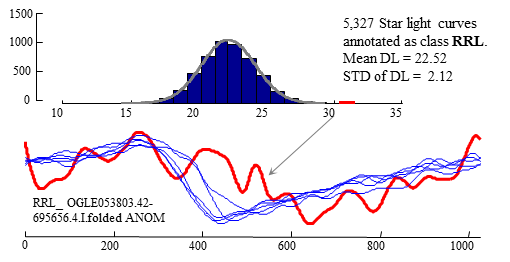 1500
1000
500
0
10 15 20 25 30 35
5,327 Star light curves
annotated as class RRL.
Mean DL = 22.52
STD of DL = 2.12
RRL_ OGLE053803.42-
695656.4.I.folded ANOM
0 200 400 600 800 1000